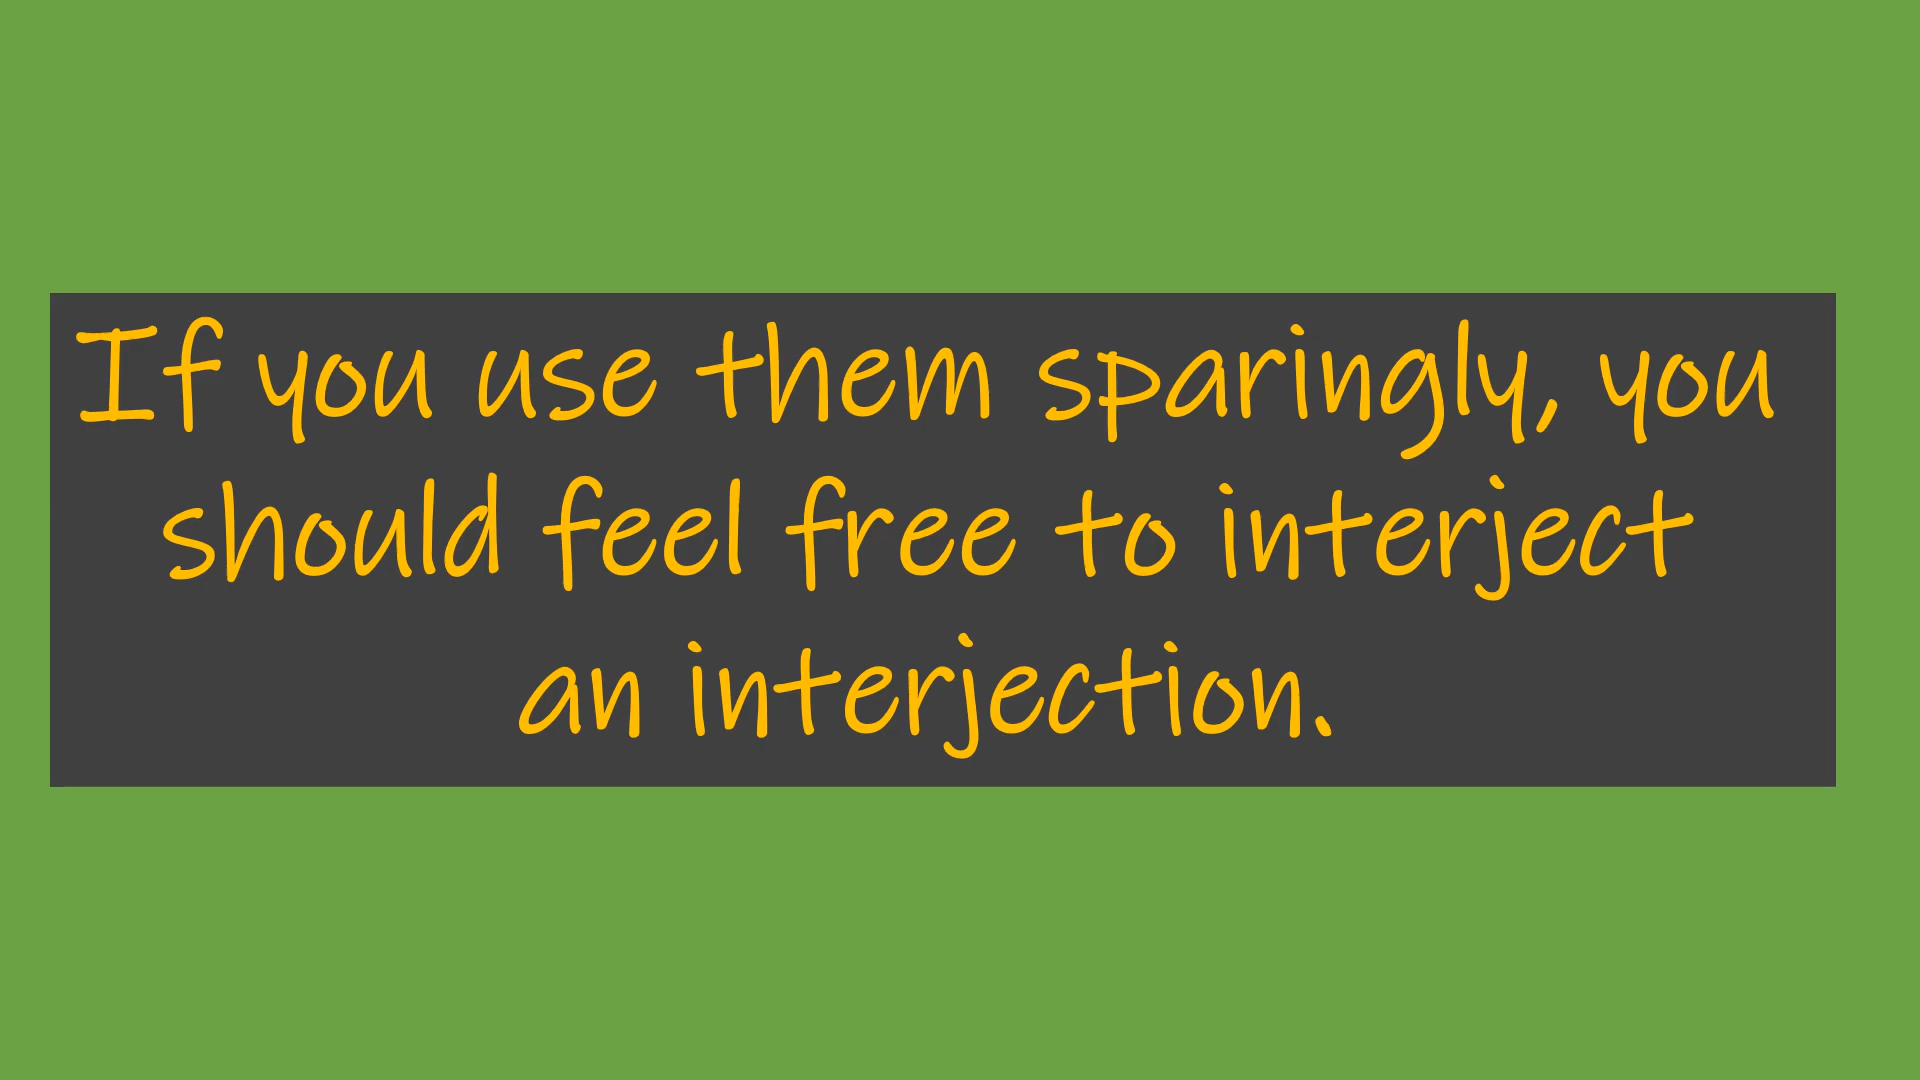 If you use them sparingly, you
should feel free to interject
an interjection.